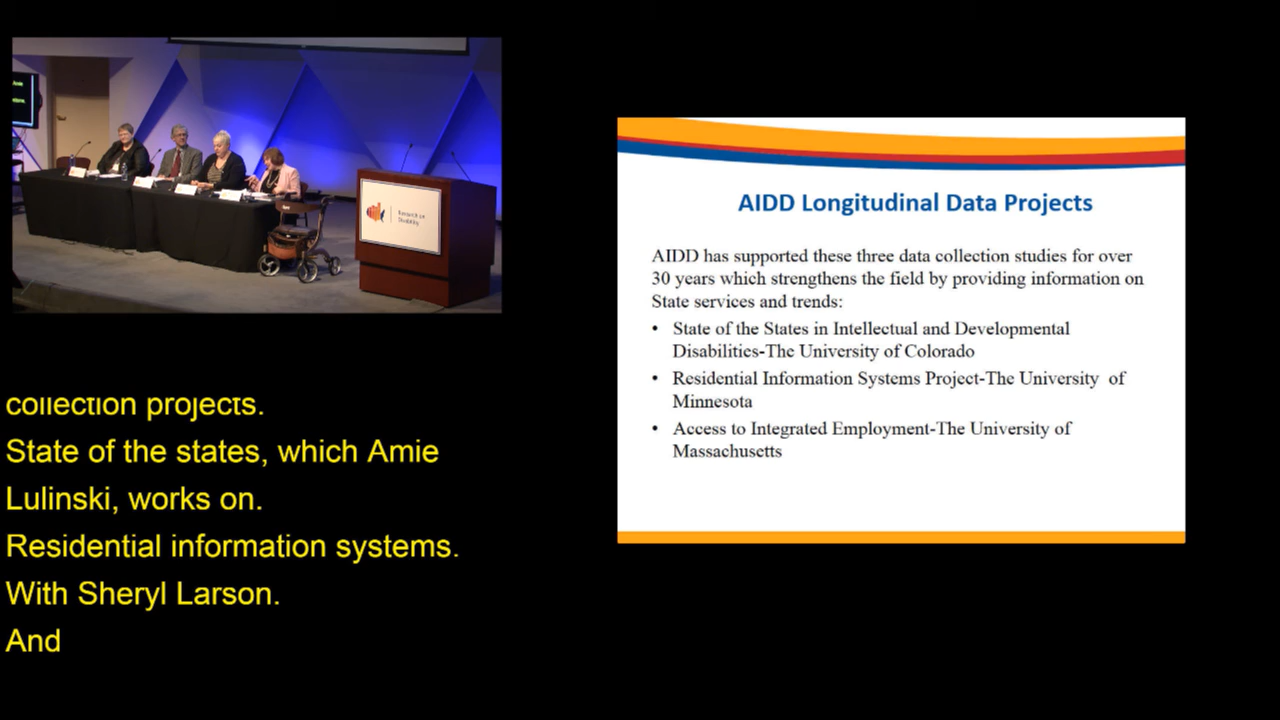 Research on
Disability
AIDD Longitudinal Data Projects
AIDD has supported these three data collection studies for over
30 years which strengthens the field by providing information on
State services and trends:
• State of the States in Intellectual and Developmental
Disabilities-The University of Colorado
• Residential Information Systems Project-The University of
Minnesota
• Access to Integrated Employment-The University of
Massachusetts
collection projects.
State of the states, which Amie
Lulinski, works on.
Residential information systems.
With Sheryl Larson.
And